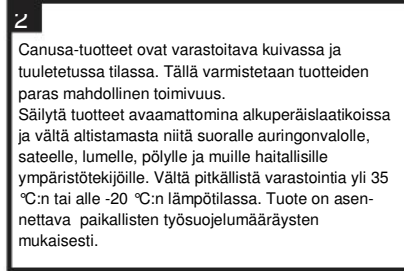 2
Canusa-tuotteet ovat varastoitava kuivassa ja
tuuletetussa tilassa. Tällä varmistetaan tuotteiden
paras mahdollinen toimivuus.
Säilytä tuotteet avaamattomina alkuperäislaatikoissa
ja vältä altistamasta niitä suoralle auringonvalolle,
sateelle, lumelle, pölylle ja muille haitallisille
ympäristötekijöille. Vältä pitkällistä varastointia yli 35
°C:n tai alle -20 °C:n lämpötilassa. Tuote on asen-
nettava paikallisten työsuojelumääräysten
mukaisesti.